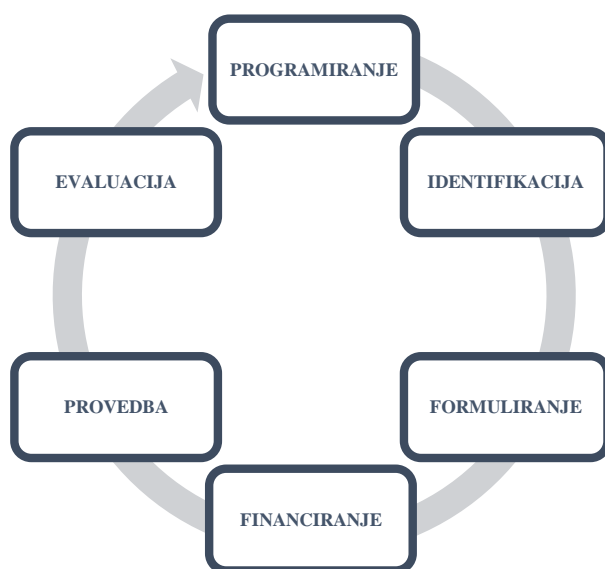 PROGRAMIRANJE
IDENTIFIKACIJA
FORMULIRANJE
FINANCIRANJE
PROVEDBA
EVALUACIJA